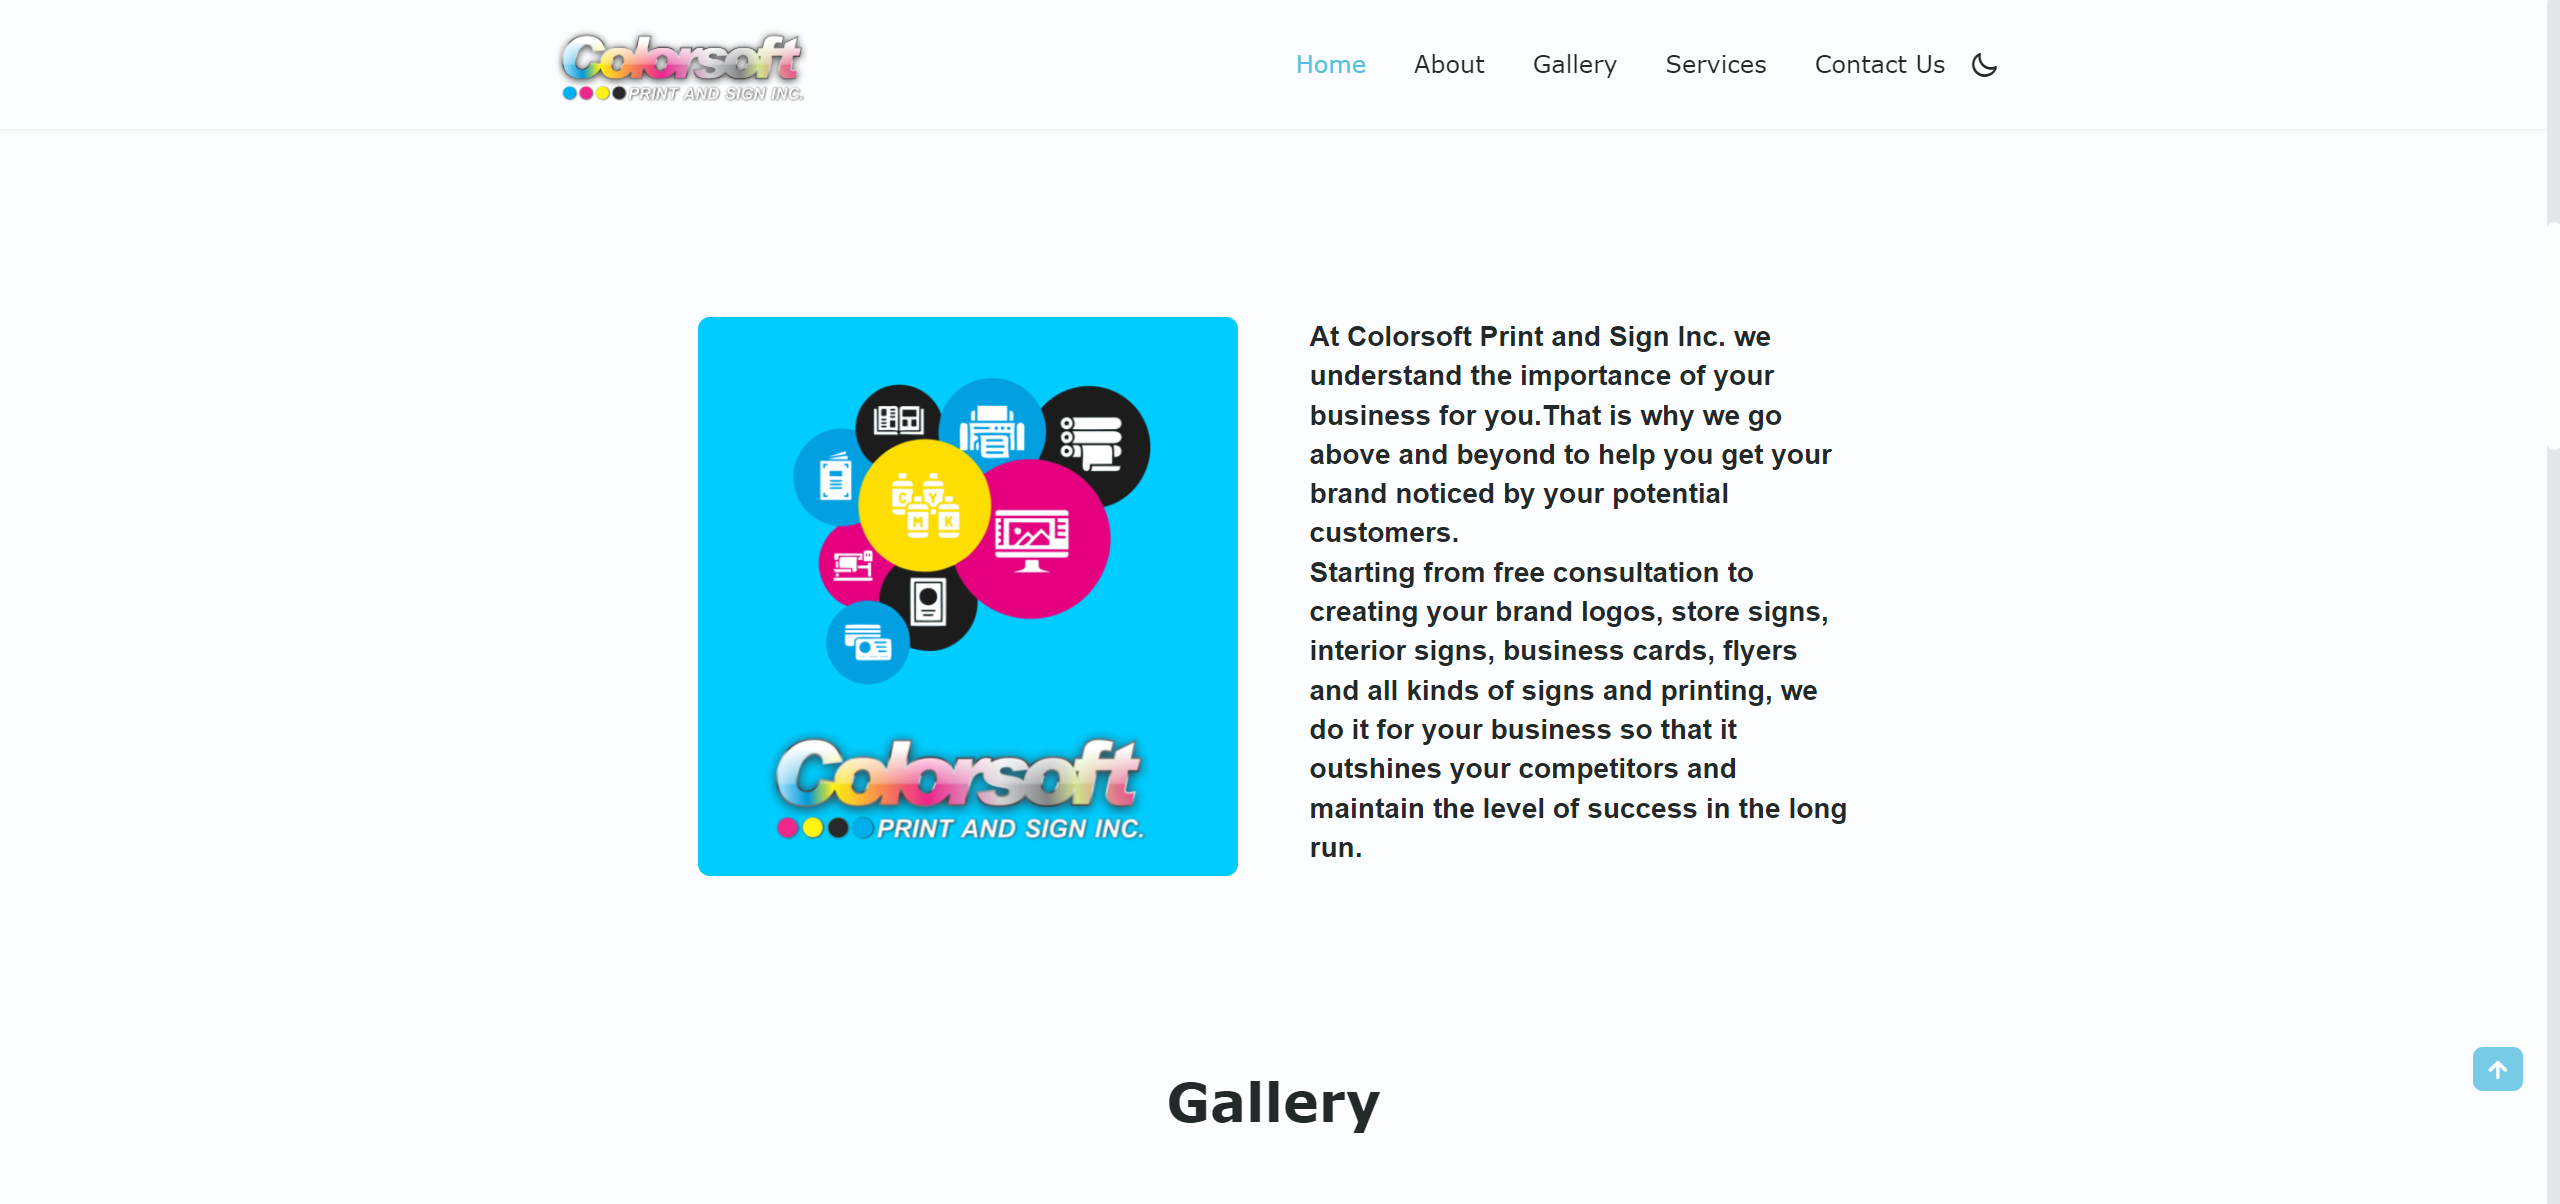 Colorsoft
PRINT AND SIGN INC.
Home About Gallery Services Contact Us
C Y
M K
Colorsoft
PRINT AND SIGN INC.
At Colorsoft Print and Sign Inc. we
understand the importance of your
business for you.That is why we go
above and beyond to help you get your
brand noticed by your potential
customers.
Starting from free consultation to
creating your brand logos, store signs,
interior signs, business cards, flyers
and all kinds of signs and printing, we
do it for your business so that it
outshines your competitors and
maintain the level of success in the long
run.
Gallery